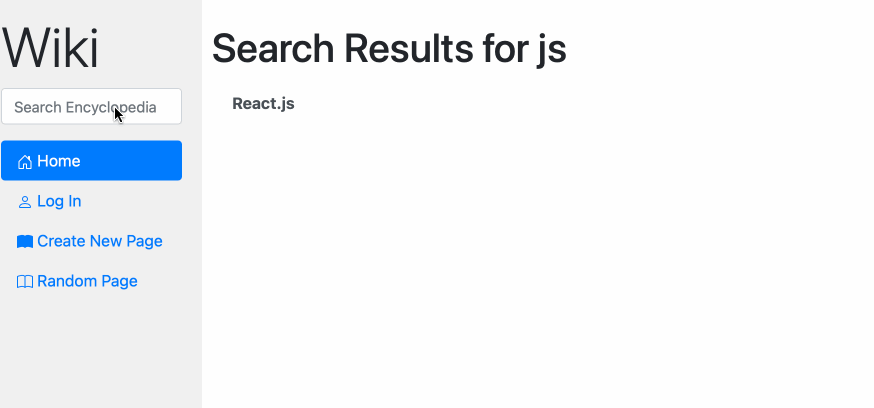 Wiki
Search Encyclopedia
Home
Log In
Create New Page
Random Page
Search Results for js
React.js